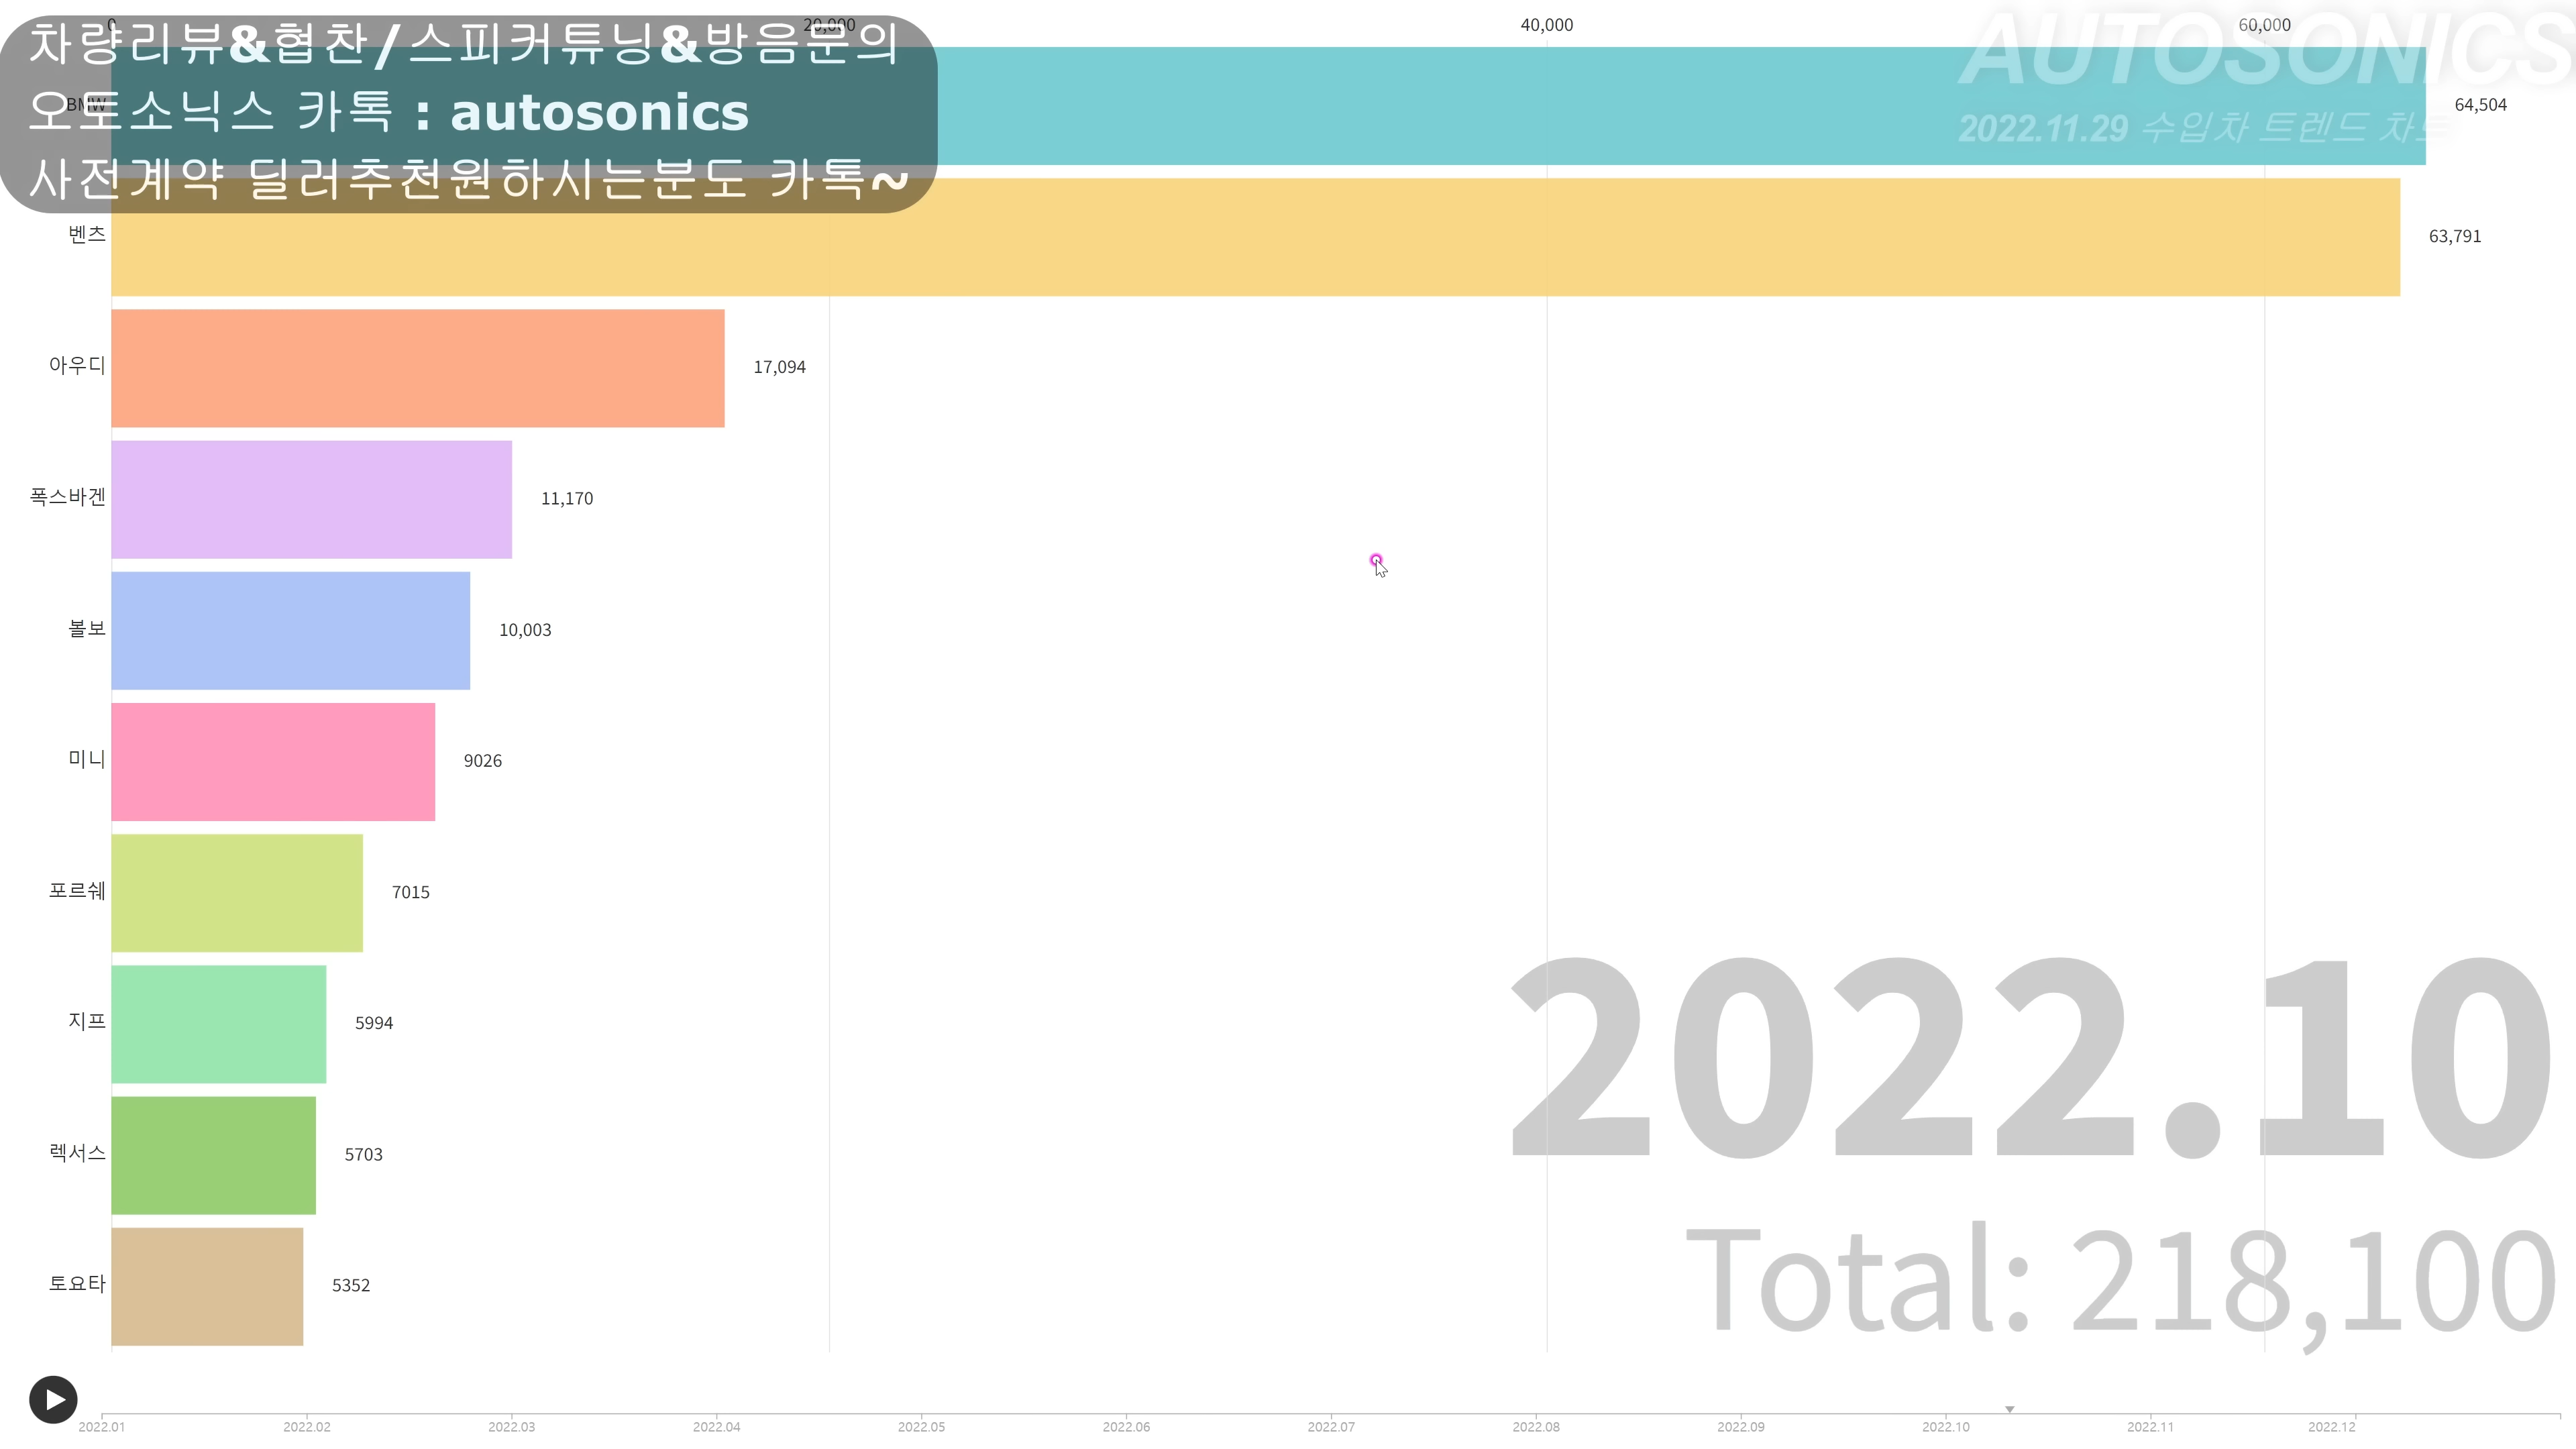 0 20,000 40,000 60,000
차량리뷰&협찬/스피커튜닝&방음문의
오토소닉스 카톡 : autosonics
사전계약 딜러추천원하시는분도 카톡~
AUTOSONICS
2022.11.29 수입차 트렌드 차트
BMW 64,504
벤츠 63,791
아우디 17,094
폭스바겐 11,170
볼보 10,003
미니 9026
포르쉐 7015
지프 5994
렉서스 5703
토요타 5352
2022.10
Total: 218,100
2022.01 2022.02 2022.03 2022.04 2022.05 2022.06 2022.07 2022.08 2022.09 2022.10 2022.11 2022.12